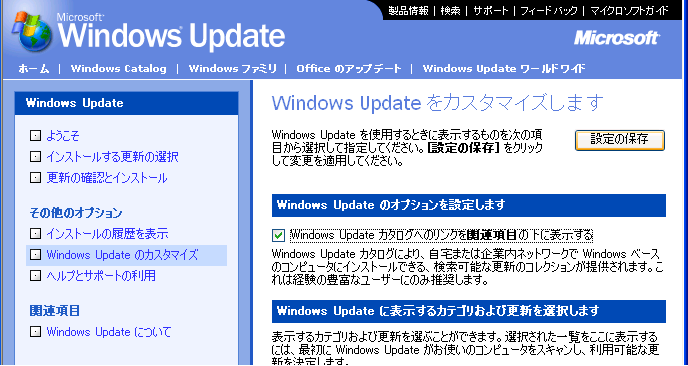 製品情報 | 検索 | サポート | フィードバック | マイクロソフトガイド
Microsoft
Windows Update
Microsoft
ホーム | Windows Catalog | Windows ファミリ | Office のアップデート | Windows Update ワールドワイド
Windows Update
ようこそ
インストールする更新の選択
更新の確認とインストール
その他のオプション
インストールの履歴を表示
Windows Update のカスタマイズ
ヘルプとサポートの利用
関連項目
Windows Update について
Windows Update をカスタマイズします
Windows Update を使用するときに表示するものを次の項
目から選択して指定してください。[設定の保存] をクリック
して変更を適用してください。
設定の保存
Windows Update のオプションを設定します
Windows Update カタログへのリンクを関連項目の下に表示する
Windows Update カタログにより、自宅または企業内ネットワークで Windows ベース
のコンピュータにインストールできる、検索可能な更新のコレクションが提供されます。こ
れは経験の豊富なユーザーにのみ推奨します。
Windows Update に表示するカテゴリおよび更新を選択します
表示するカテゴリおよび更新を選ぶことができます。選択された一覧をここに表示する
には、最初に Windows Update がお使いのコンピュータをスキャンし、利用可能な更
新を決定します。